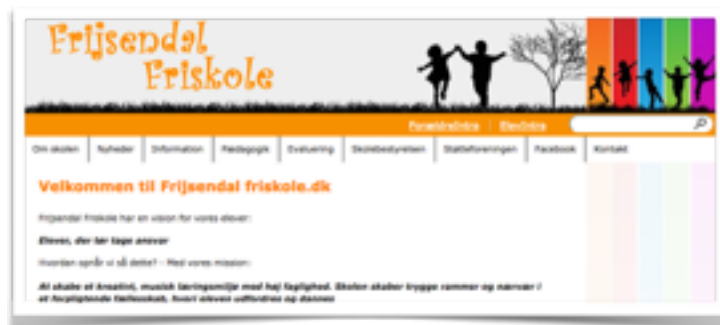 Frijsendal
Friskole
ForældreIntra | ElevIntra
Om skolen Nyheder Information Pædagogik Evaluering Skolebestyrelsen Støtteforeningen Facebook Kontakt
Velkommen til Frijsendal friskole.dk
Frijsendal Friskole har en vision for vores elever:
Elever, der tør tage ansvar
Hvordan opnår vi så dette? - Med vores mission:
At skabe et kreativt, musisk læringsmiljø med høj faglighed. Skolen skaber trygge rammer og nærvær i
et forpligtende fællesskab, hvori eleven udfordres og dannes